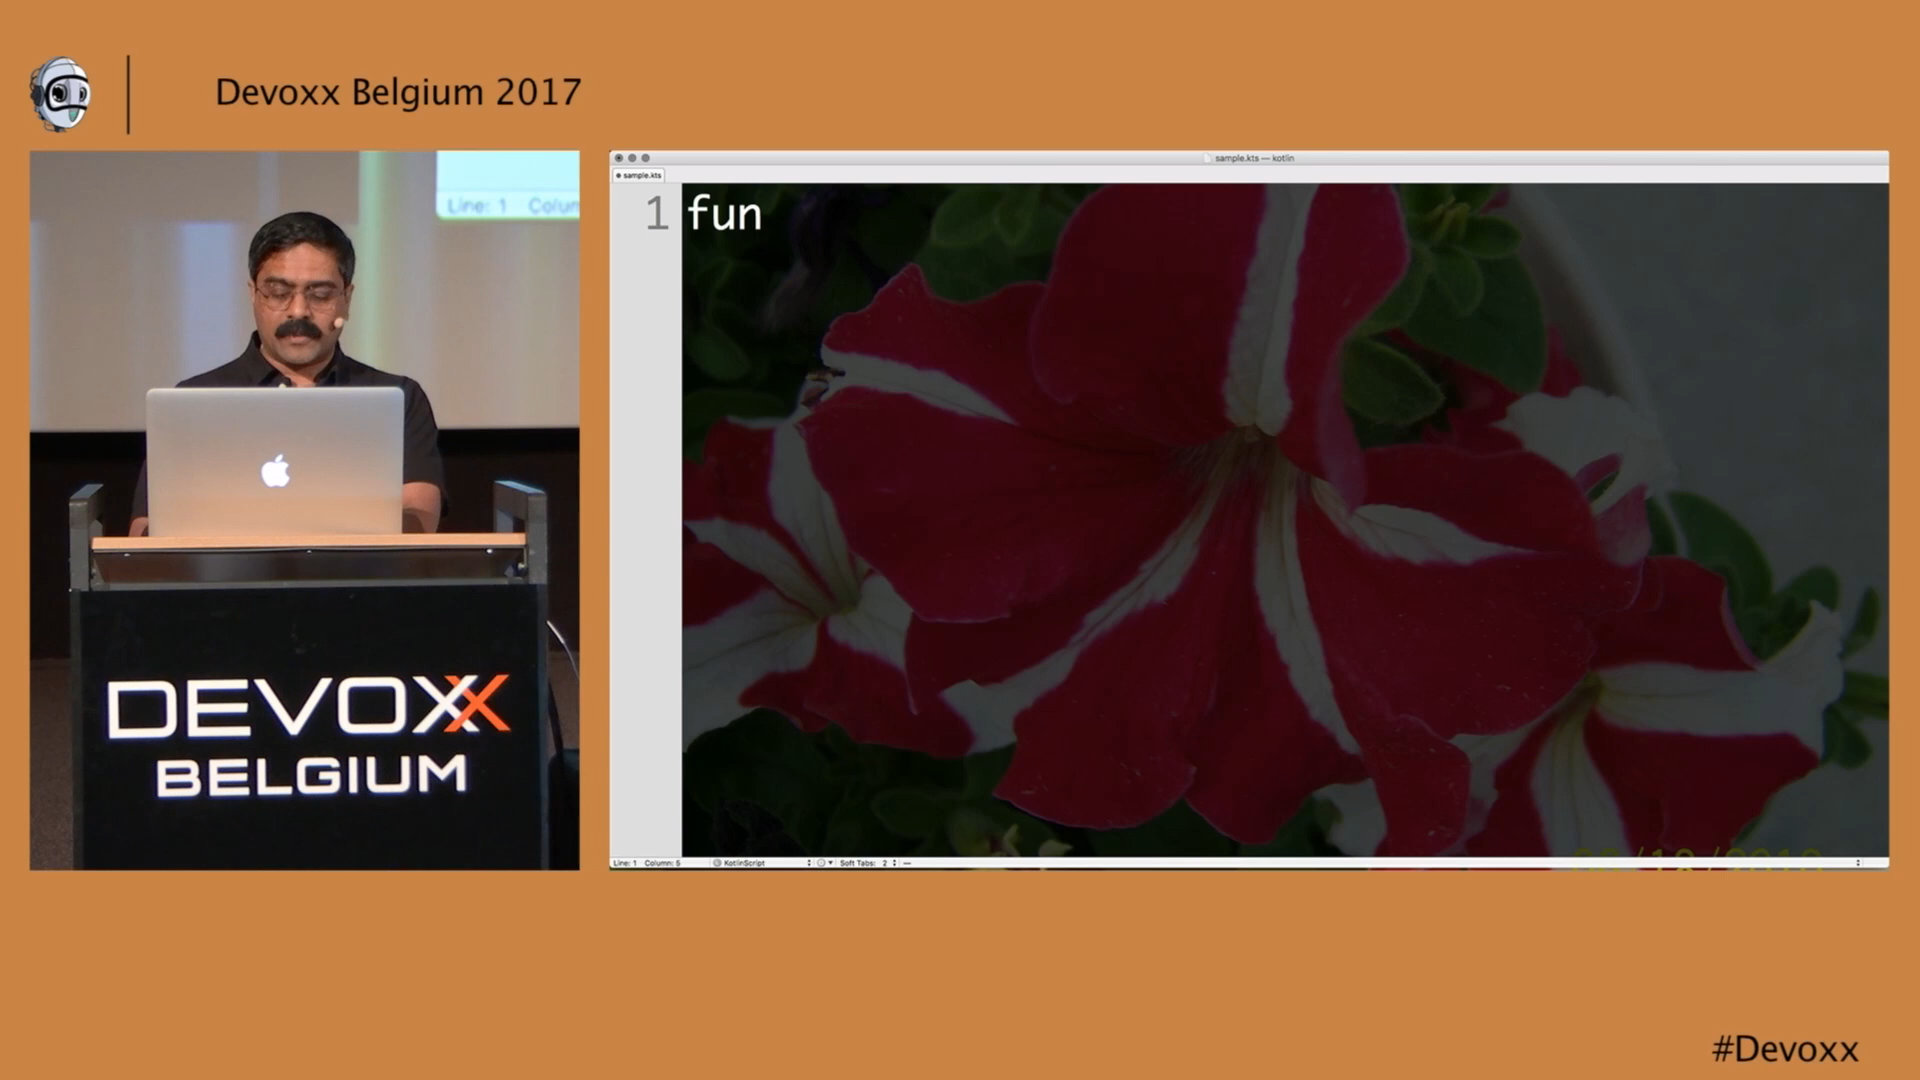 Devoxx Belgium 2017
Line: 1 Colum
sample.kts — kotlin
sample.kts
1 fun
DEVOXX
BELGIUM
Line: 1 Column: 5 KotlinScript Soft Tabs: 2
#Devoxx